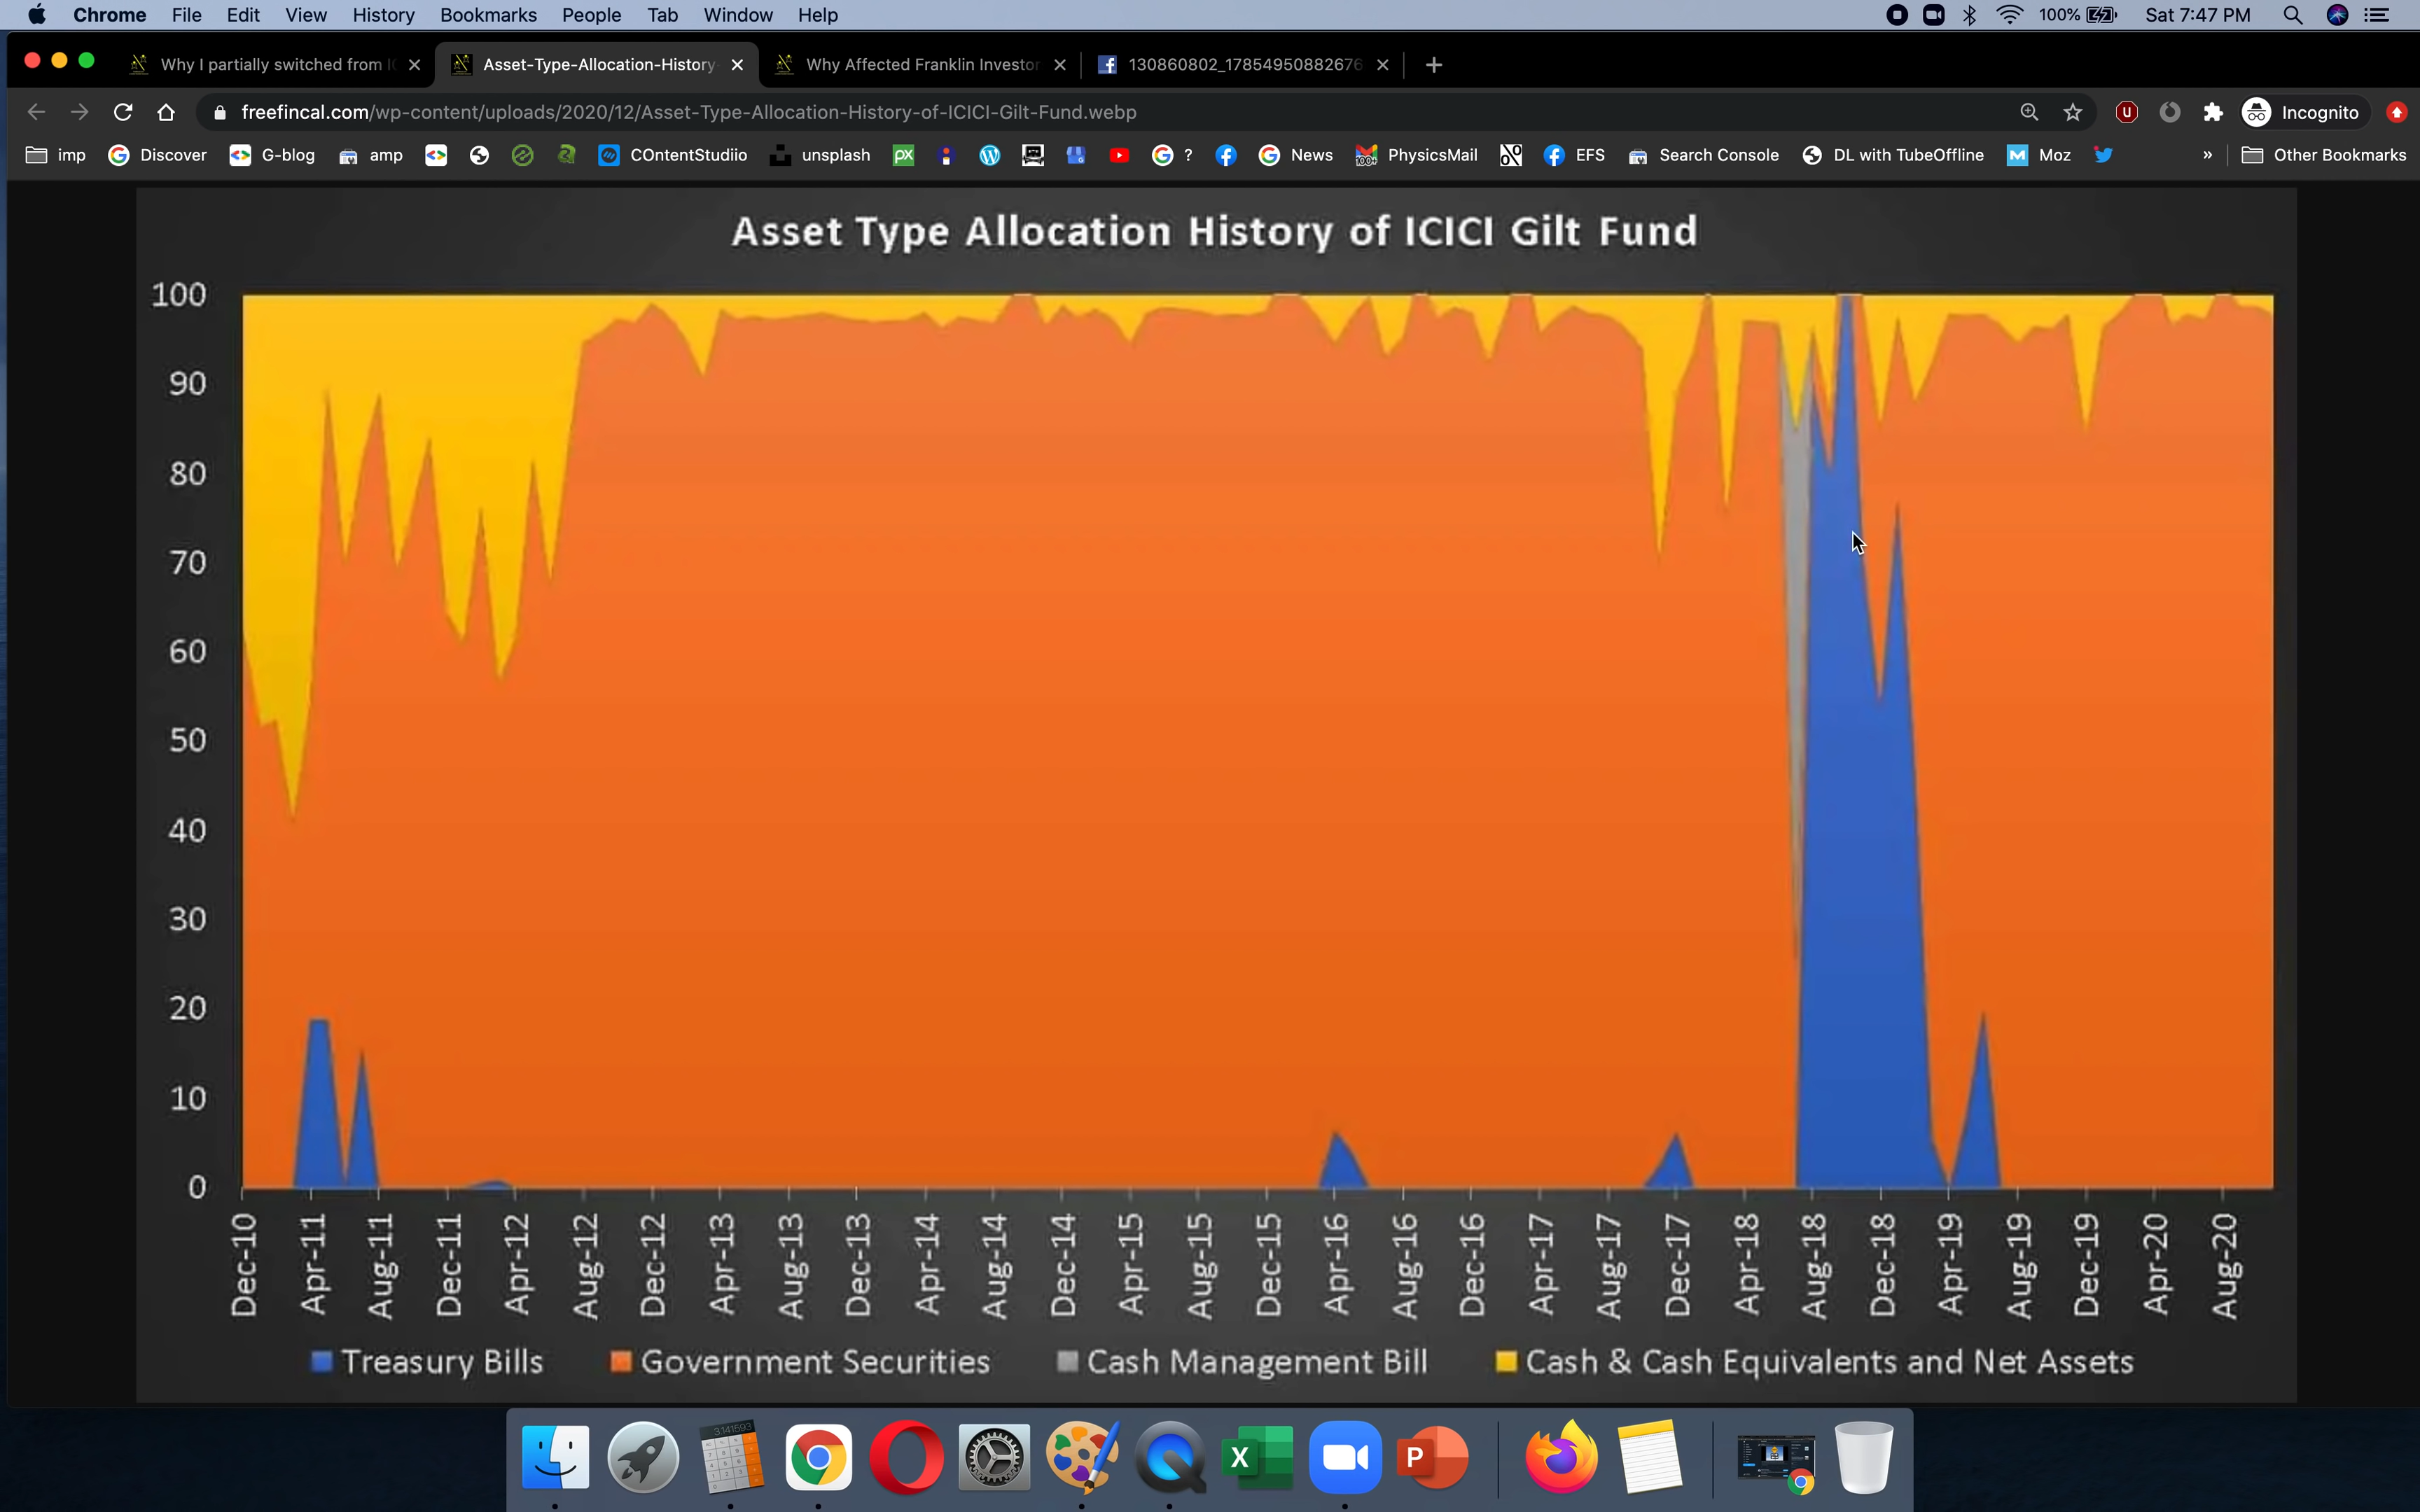 Chrome File Edit View History Bookmarks People Tab Window Help 100% Sat 7:47 PM
Why I partially switched from I Asset-Type-Allocation-History- Why Affected Franklin Investor 130860802_17854950882676
freefincal.com/wp-content/uploads/2020/12/Asset-Type-Allocation-History-of-ICICI-Gilt-Fund.webp Incognito
imp Discover G-blog amp COntentStudiio unsplash ? News PhysicsMail EFS Search Console DL with TubeOffline Moz » Other Bookmarks
Asset Type Allocation History of ICICI Gilt Fund
100
90
80
70
60
50
40
30
20
10
0
Dec-10 Apr-11 Aug-11 Dec-11 Apr-12 Aug-12 Dec-12 Apr-13 Aug-13 Dec-13 Apr-14 Aug-14 Dec-14 Apr-15 Aug-15 Dec-15 Apr-16 Aug-16 Dec-16 Apr-17 Aug-17 Dec-17 Apr-18 Aug-18 Dec-18 Apr-19 Aug-19 Dec-19 Apr-20 Aug-20
Treasury Bills Government Securities Cash Management Bill Cash & Cash Equivalents and Net Assets